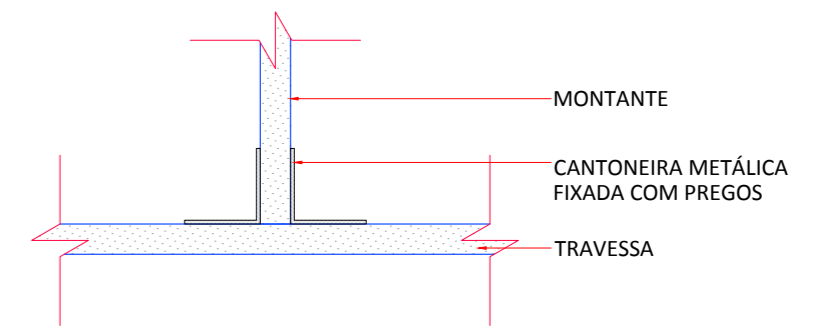 MONTANTE
CANTONEIRA METÁLICA
FIXADA COM PREGOS
TRAVESSA